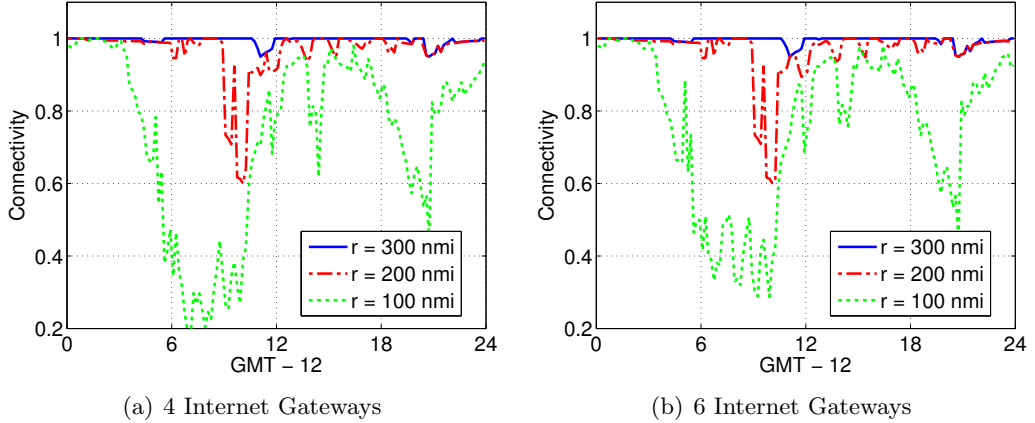 1
0.8
0.6
0.4
0.2
Connectivity
0 6 12 18 24
GMT − 12
r = 300 nmi
r = 200 nmi
r = 100 nmi
(a) 4 Internet Gateways
1
0.8
0.6
0.4
0.2
Connectivity
0 6 12 18 24
GMT − 12
r = 300 nmi
r = 200 nmi
r = 100 nmi
(b) 6 Internet Gateways